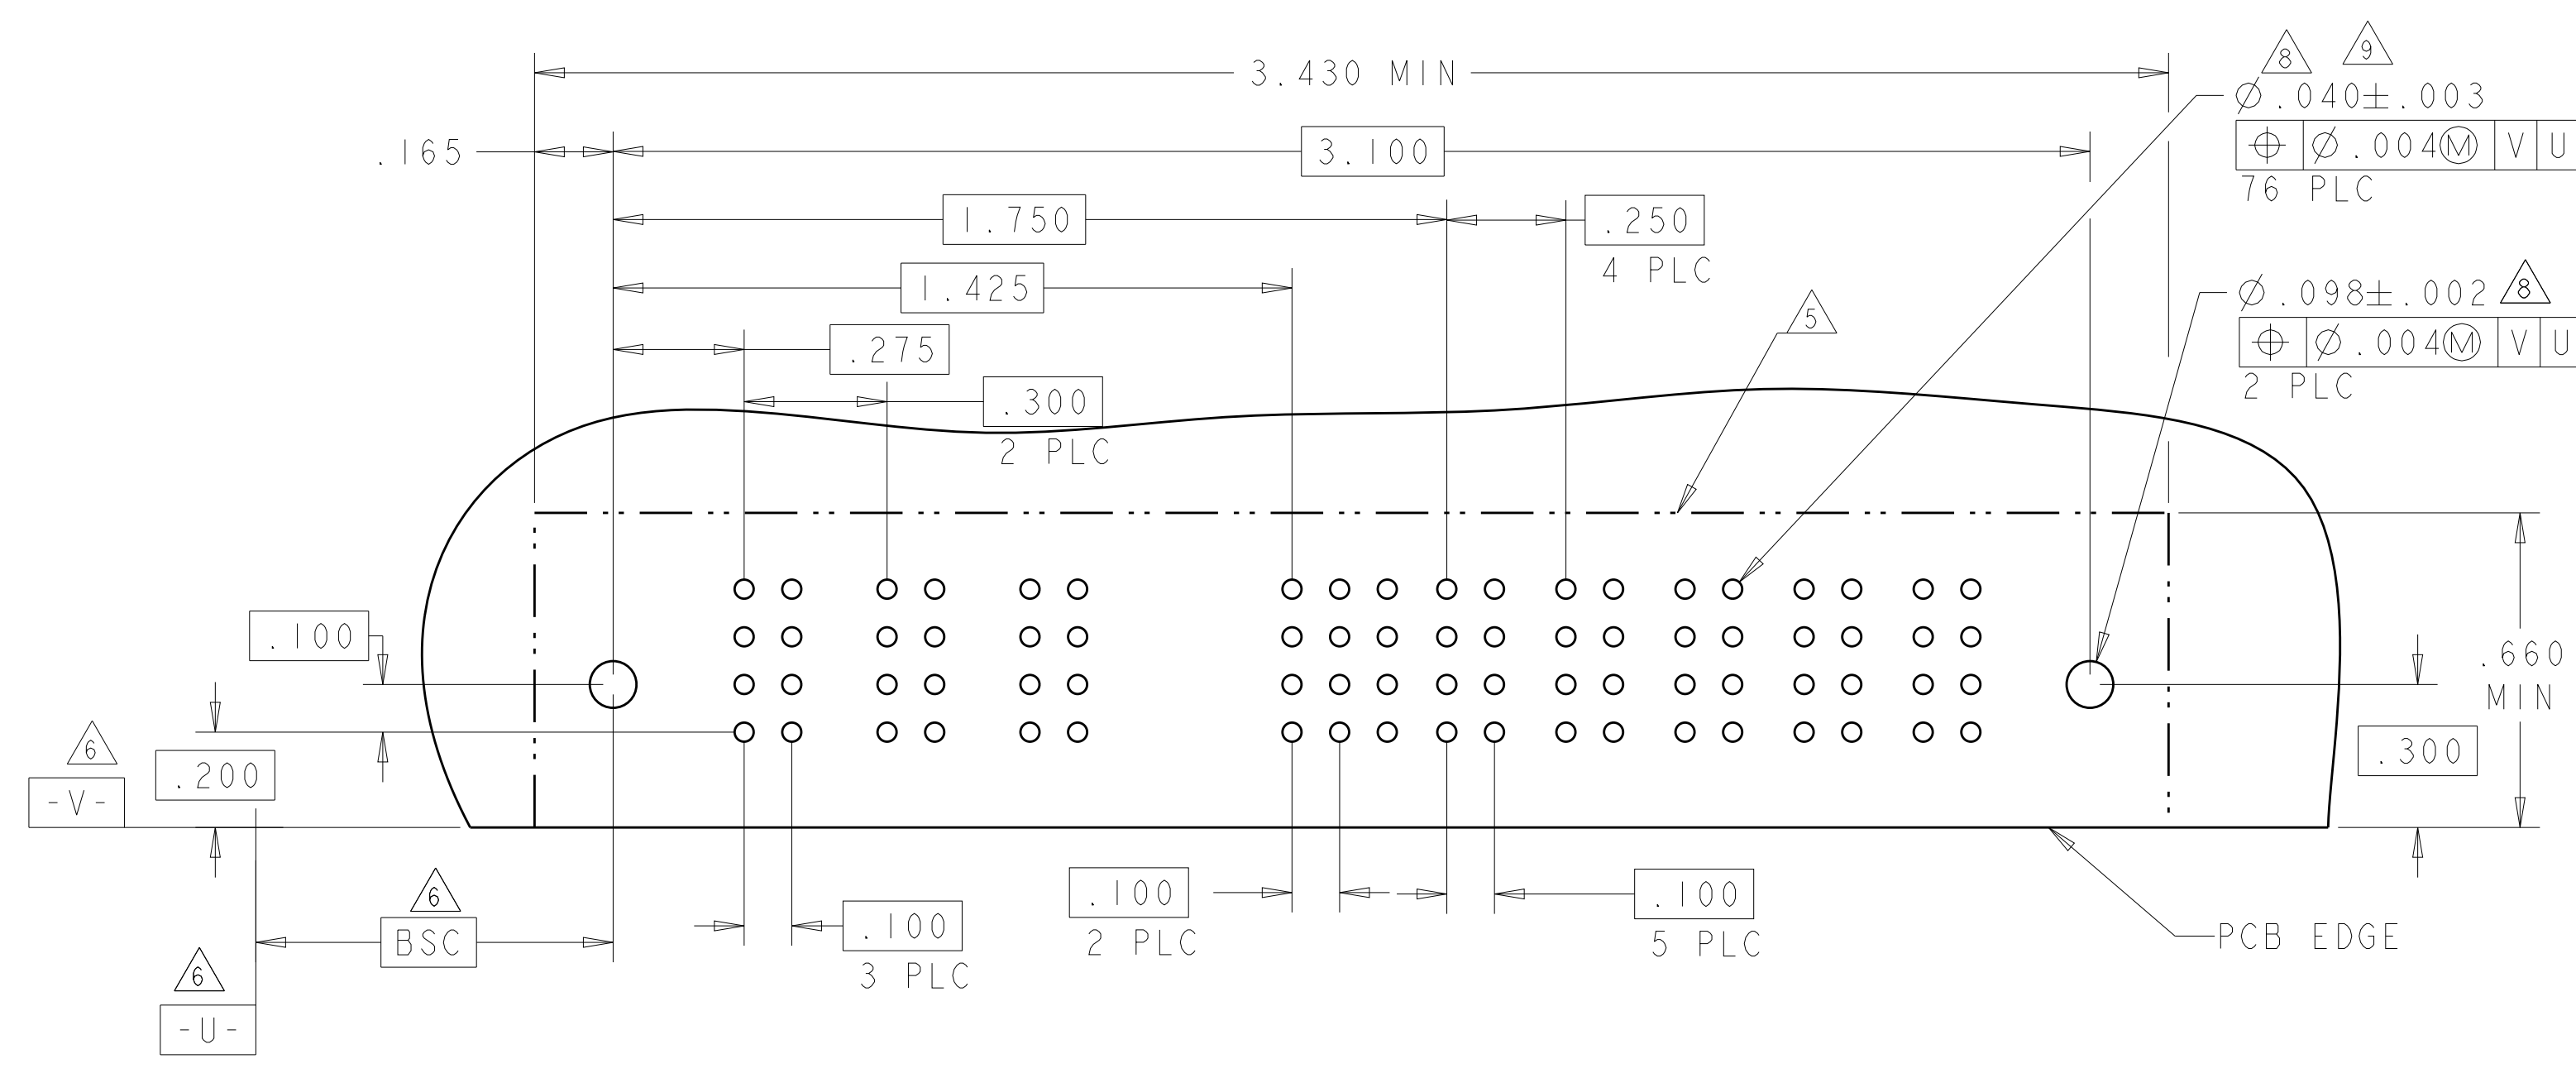 8
9
3.430 MIN
⌀.040±.003
.165
3.100
⌖ ⌀.004Ⓜ V U
76 PLC
1.750
.250
4 PLC
1.425
5
⌀.098±.002 8
⌖ ⌀.004Ⓜ V U
2 PLC
.275
.300
2 PLC
.100
.660
MIN
6
.200
.300
-V-
6
.100
2 PLC
.100
5 PLC
.100
3 PLC
BSC
PCB EDGE
6
-U-